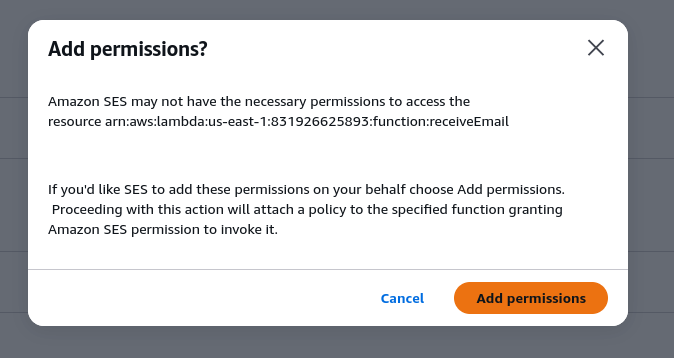 Add permissions?
Amazon SES may not have the necessary permissions to access the
resource arn:aws:lambda:us-east-1:831926625893:function:receiveEmail
If you'd like SES to add these permissions on your behalf choose Add permissions.
Proceeding with this action will attach a policy to the specified function granting
Amazon SES permission to invoke it.
Cancel
Add permissions